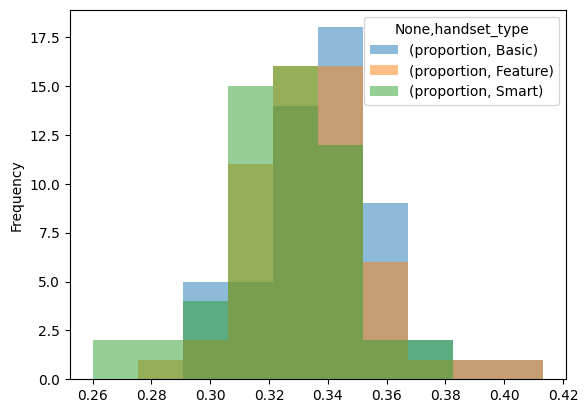 None,handset_type
(proportion, Basic)
(proportion, Feature)
(proportion, Smart)
Frequency
17.5
15.0
12.5
10.0
7.5
5.0
2.5
0.0
0.26 0.28 0.30 0.32 0.34 0.36 0.38 0.40 0.42